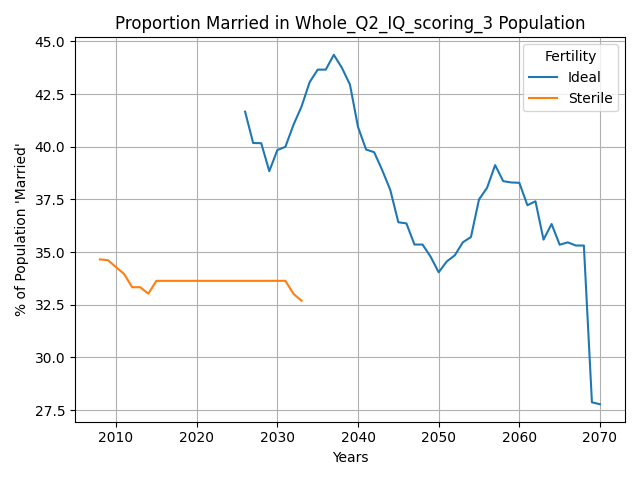 Proportion Married in Whole_Q2_IQ_scoring_3 Population
% of Population 'Married'
45.0
42.5
40.0
37.5
35.0
32.5
30.0
27.5
Fertility
Ideal
Sterile
2010 2020 2030 2040 2050 2060 2070
Years